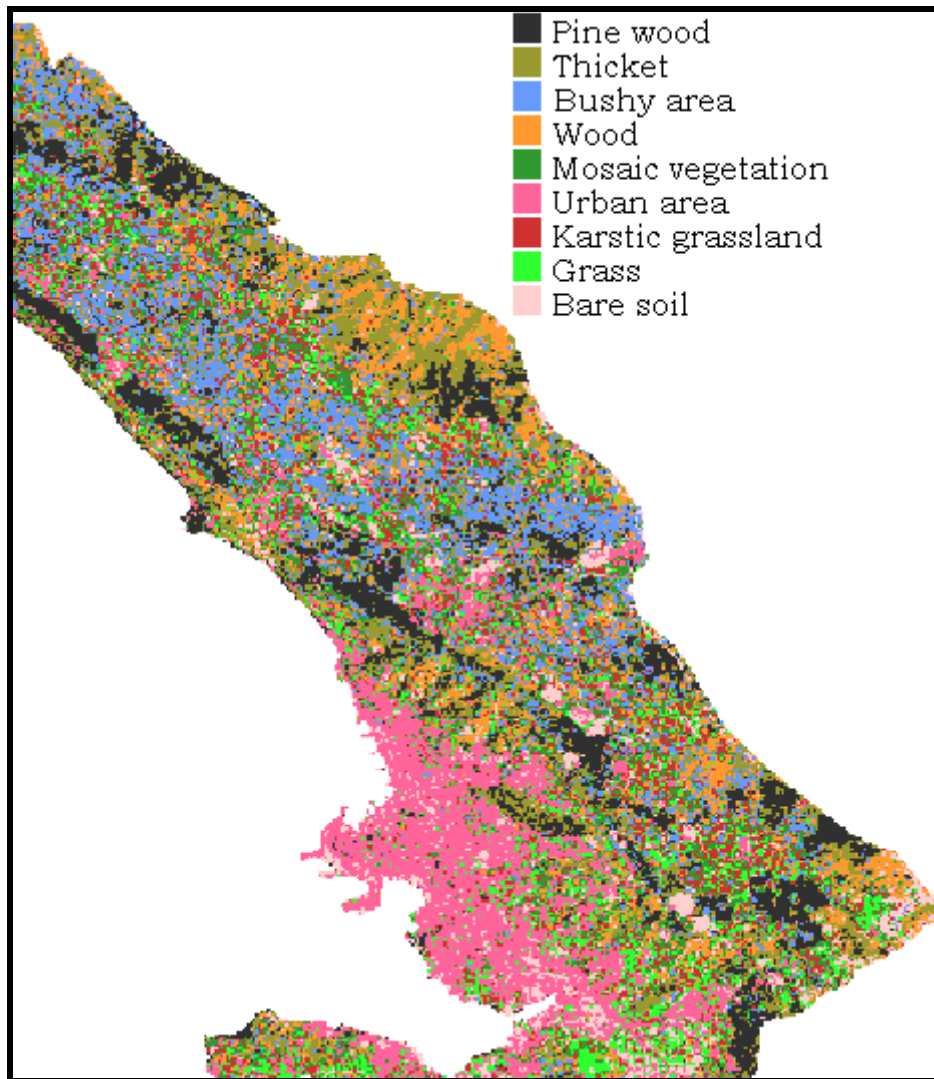 Pine wood
Thicket
Bushy area
Wood
Mosaic vegetation
Urban area
Karstic grassland
Grass
Bare soil